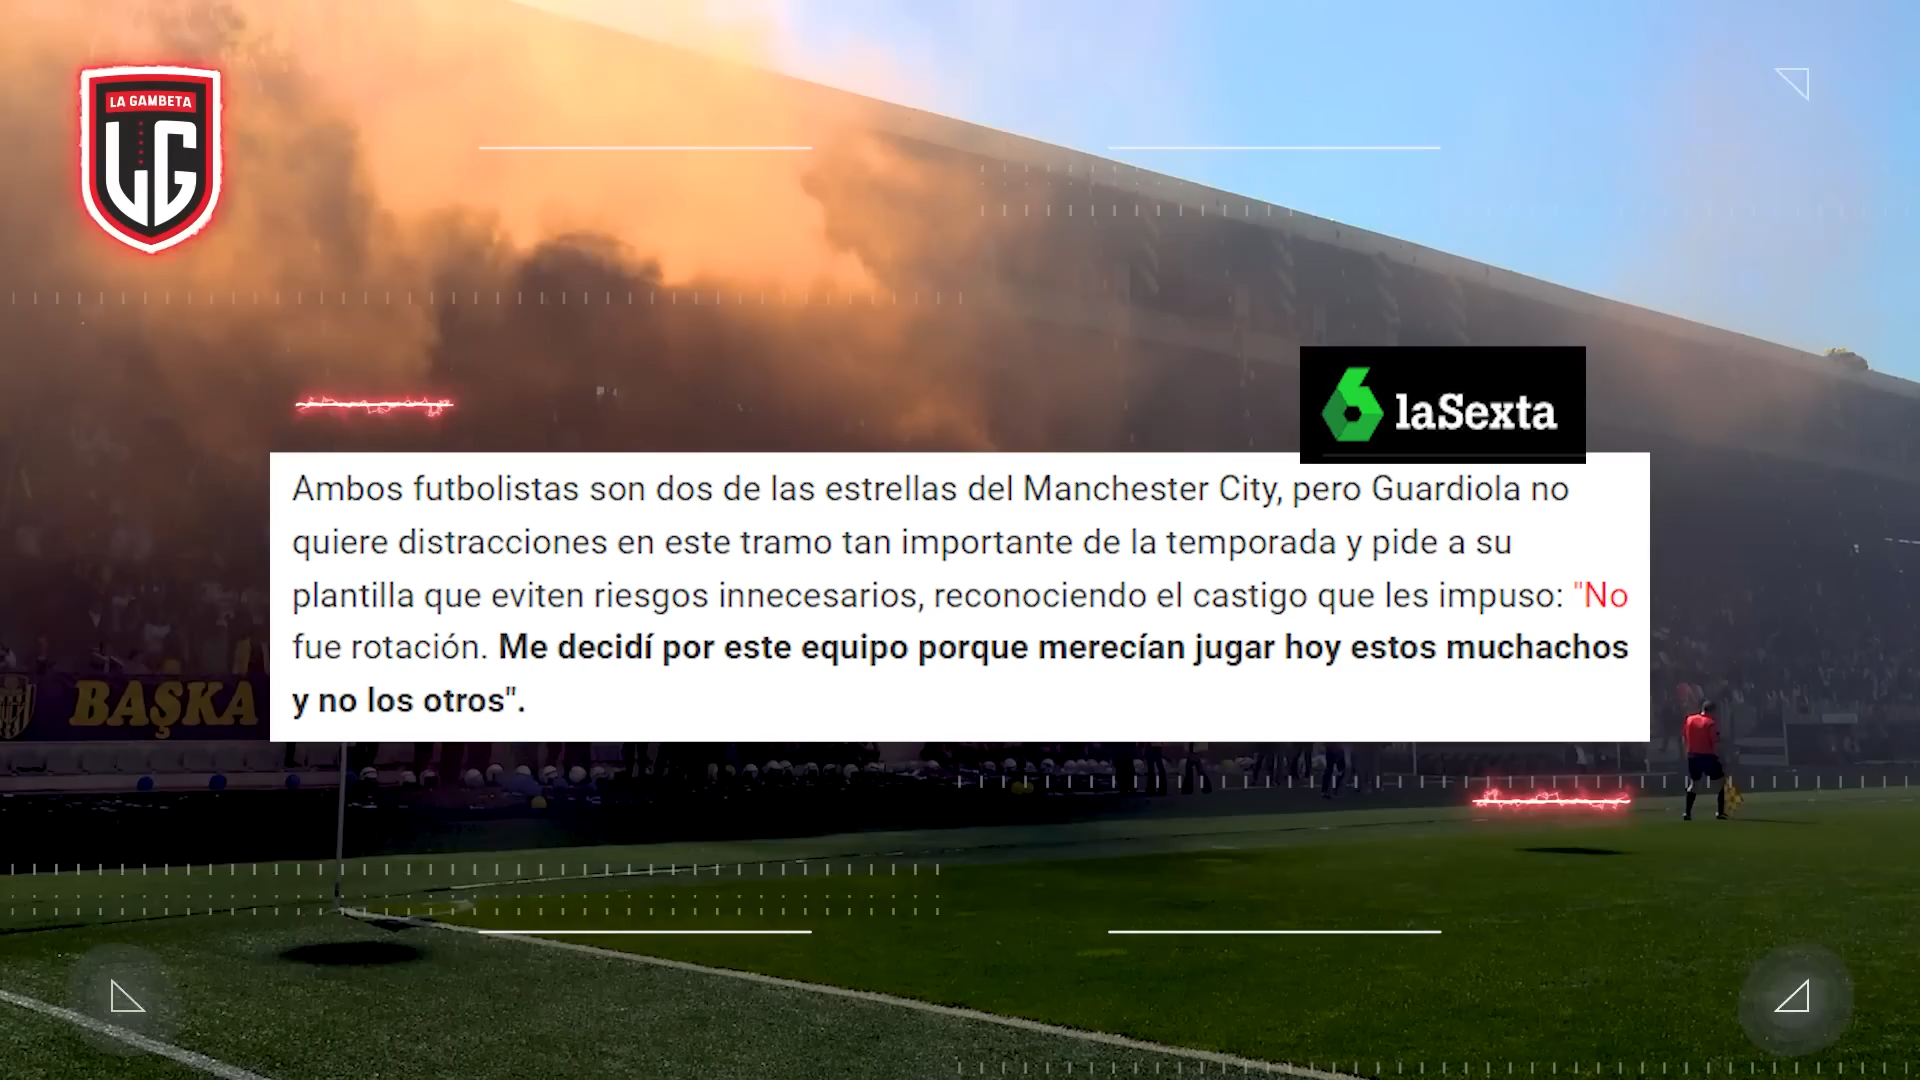 LA GAMBETA
LG
laSexta
Ambos futbolistas son dos de las estrellas del Manchester City, pero Guardiola no
quiere distracciones en este tramo tan importante de la temporada y pide a su
plantilla que eviten riesgos innecesarios, reconociendo el castigo que les impuso: "No
fue rotación. Me decidí por este equipo porque merecían jugar hoy estos muchachos
y no los otros".
BAŞKA